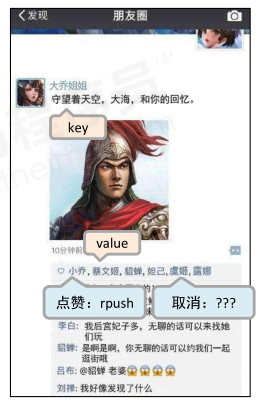 发现
朋友圈
大乔姐姐
守望着天空，大海，和你的回忆。
key
value
10分钟前
小乔, 蔡文姬, 貂蝉, 妲己, 虞姬, 露娜
点赞：rpush
取消：???
李白：我后宫妃子多，无聊的话可以来找她
们玩
貂蝉：是啊是啊，你无聊的话可以约我们一起
逛街哦
吕布：@貂蝉 老婆
刘禅：我好像发现了什么